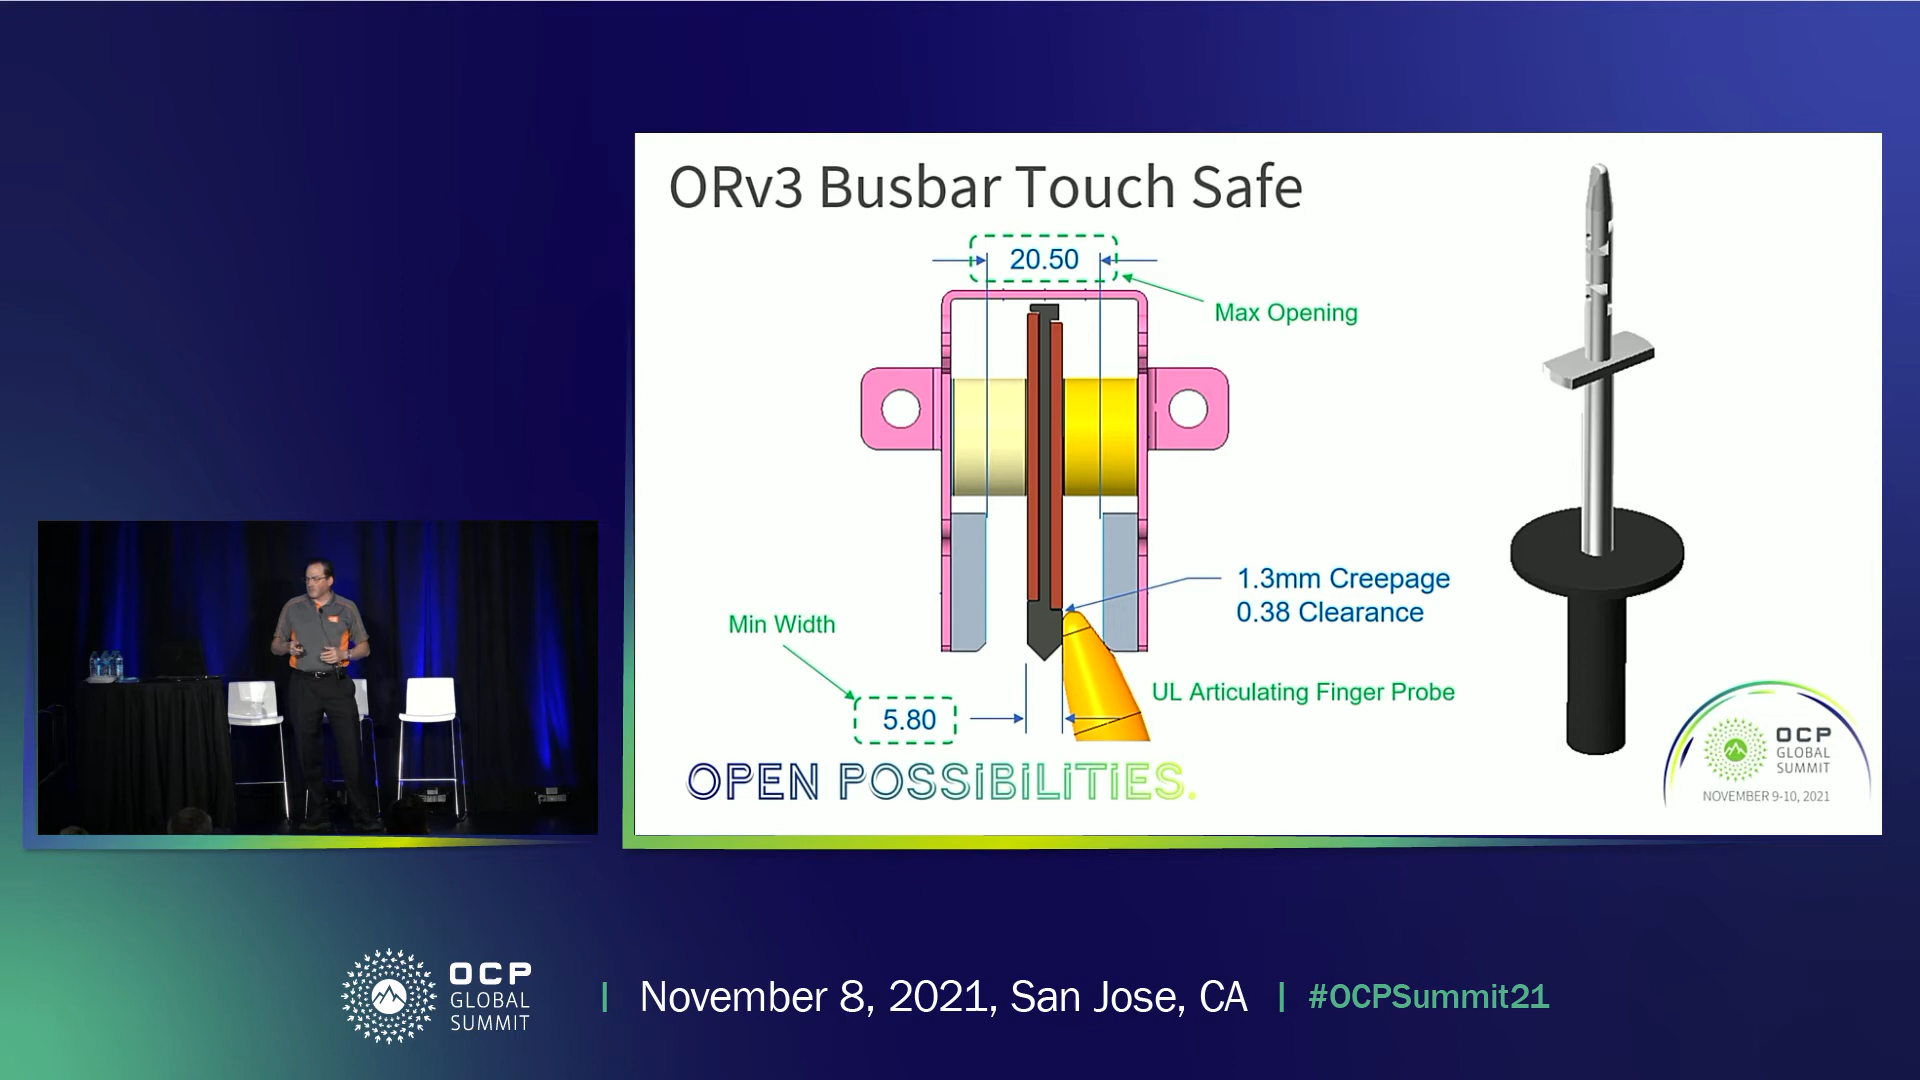 ORv3 Busbar Touch Safe
20.50
Max Opening
1.3mm Creepage
0.38 Clearance
Min Width
UL Articulating Finger Probe
5.80
OPEN POSSiBiLiTiES.
OCP
GLOBAL
SUMMIT
NOVEMBER 9-10, 2021
OCP
GLOBAL
SUMMIT
| November 8, 2021, San Jose, CA | #OCPSummit21